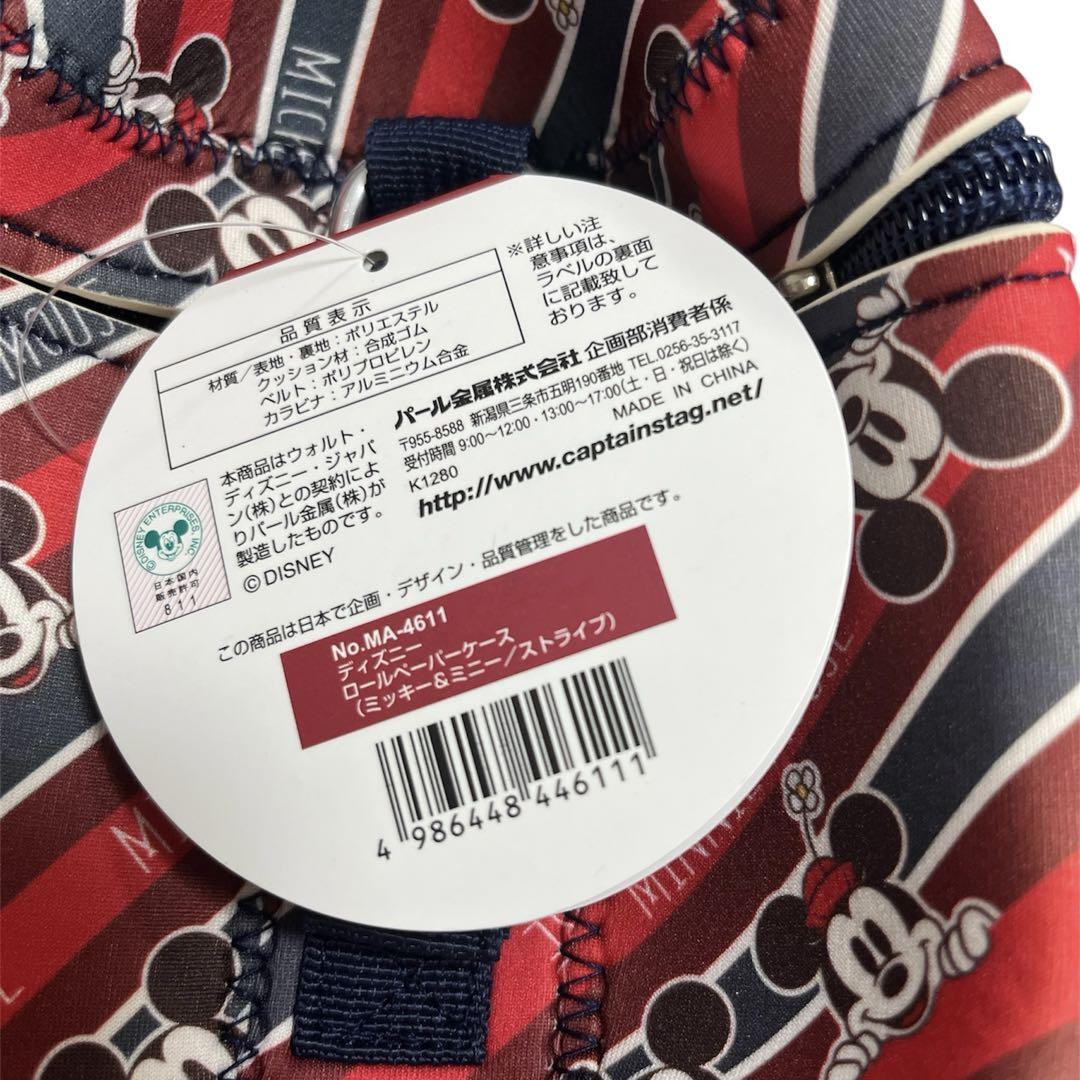 ※詳しい注
意事項は、
ラベルの裏面
に記載致して
おります。
品質表示
材質/表地・裏地:ポリエステル
クッション材:合成ゴム
ベルト:ポリプロピレン
カラビナ:アルミニウム合金
パール金属株式会社 企画部消費者係
〒955-8588 新潟県三条市五明190番地 TEL.0256-35-3117
受付時間 9:00〜12:00・13:00〜17:00(土・日・祝日は除く)
K1280
MADE IN CHINA
http://www.captainstag.net/
本商品はウォルト・
ディズニー・ジャパ
ン(株)との契約によ
りパール金属(株)が
製造したものです。
©DISNEY
©DISNEY ENTERPRISES, INC.
日本国内
販売許可
811
この商品は日本で企画・デザイン・品質管理をした商品です。
No.MA-4611
ディズニー
ロールペーパーケース
(ミッキー&ミニー/ストライプ)
4 986448 446111